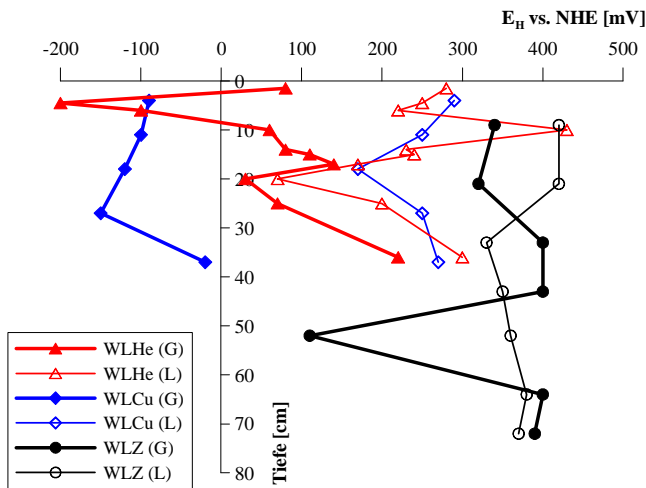 E_H vs. NHE [mV]
-200 -100 0 100 200 300 400 500
0
10
20
30
40
50
60
70
80
Tiefe [cm]
WLHe (G)
WLHe (L)
WLCu (G)
WLCu (L)
WLZ (G)
WLZ (L)